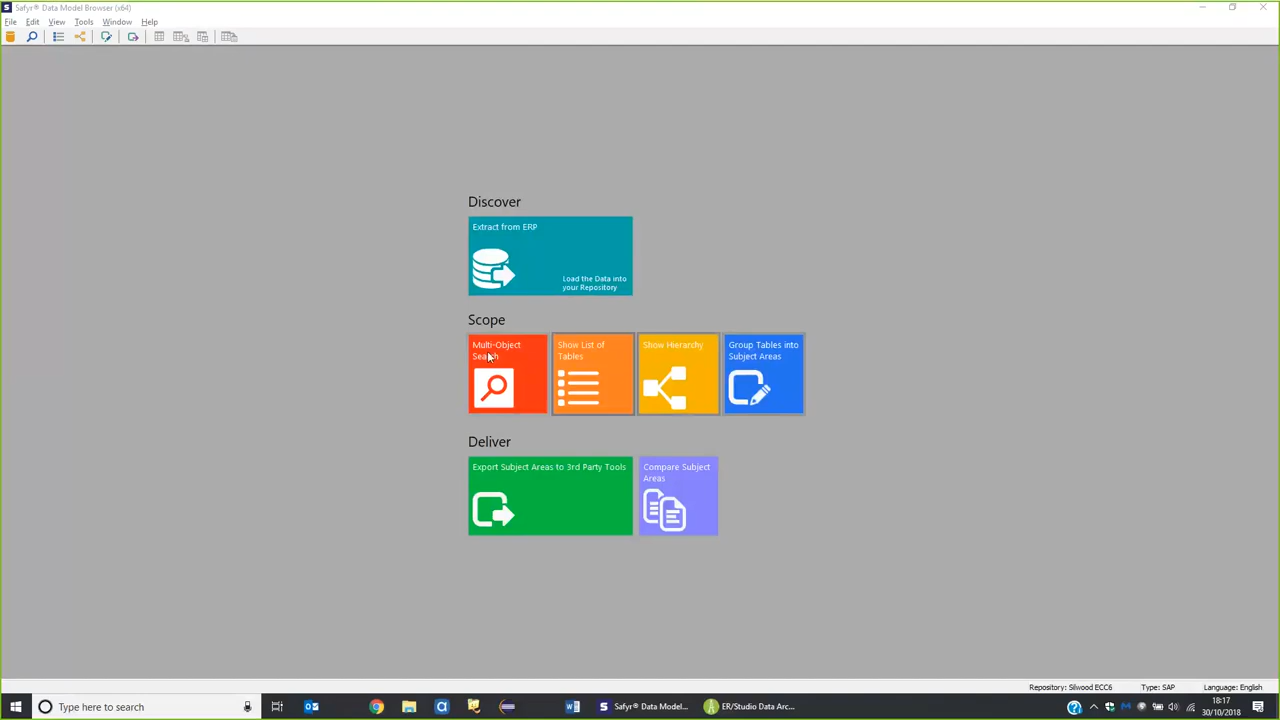 Safyr® Data Model Browser (x64)
File Edit View Tools Window Help
Discover
Extract from ERP
Load the Data into
your Repository
Scope
Multi-Object
Search
Show List of
Tables
Show Hierarchy
Group Tables into
Subject Areas
Deliver
Export Subject Areas to 3rd Party Tools
Compare Subject
Areas
Repository: Silwood ECC6 Type: SAP Language: English
Type here to search
Safyr® Data Model...
ER/Studio Data Arc...
18:17
30/10/2018